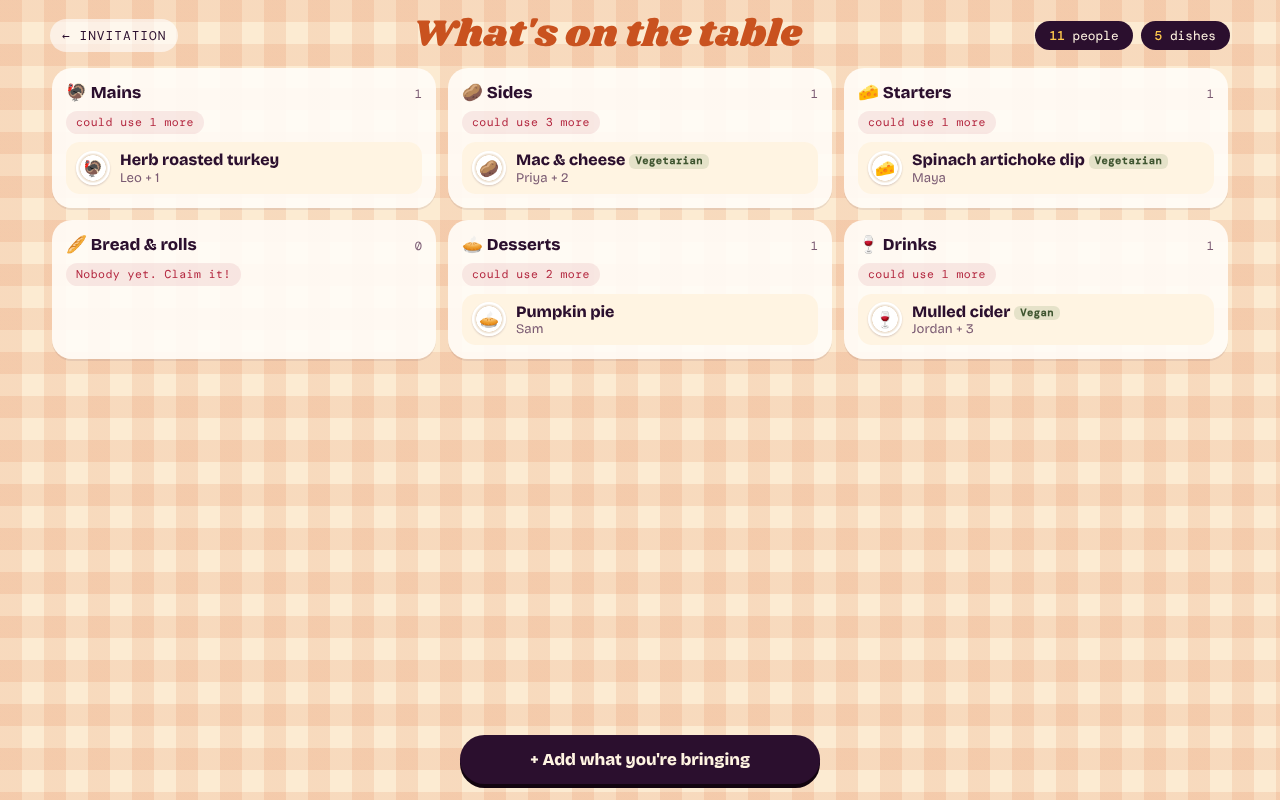 ← INVITATION
What's on the table
11 people
5 dishes
Mains
1
could use 1 more
Herb roasted turkey
Leo + 1
Sides
1
could use 3 more
Mac & cheese Vegetarian
Priya + 2
Starters
1
could use 1 more
Spinach artichoke dip Vegetarian
Maya
Bread & rolls
0
Nobody yet. Claim it!
Desserts
1
could use 2 more
Pumpkin pie
Sam
Drinks
1
could use 1 more
Mulled cider Vegan
Jordan + 3
+ Add what you're bringing